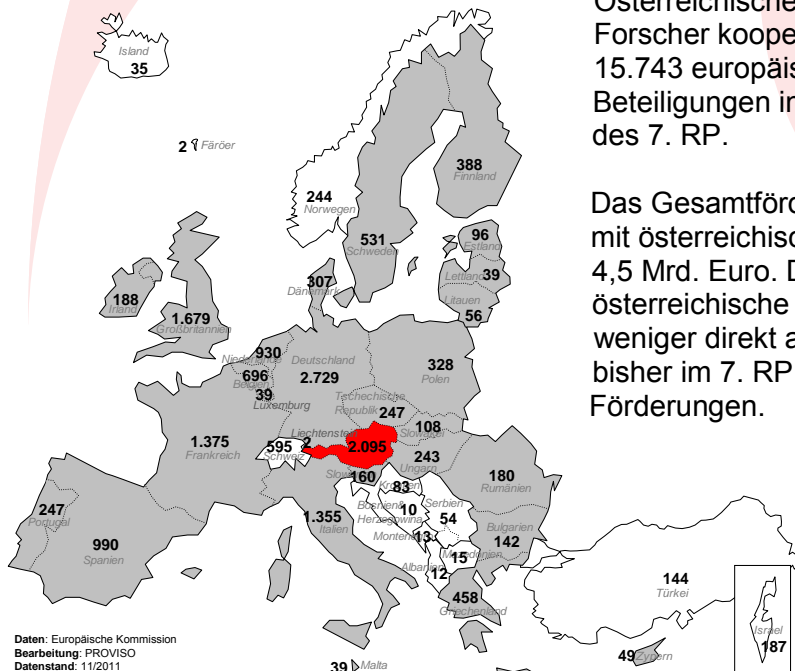 Österreichische
Forscher koope
15.743 europäis
Beteiligungen i
des 7. RP.
Das Gesamtförd
mit österreichisc
4,5 Mrd. Euro. D
österreichische
weniger direkt a
bisher im 7. RP
Förderungen.
Island
35
2 Färöer
244
Norwegen
388
Finnland
531
Schweden
96
Estland
Lettland 39
Litauen
56
307
Dänemark
188
Irland
1.679
Großbritannien
930
Niederlande
696
Belgien
39
Luxemburg
Deutschland
2.729
328
Polen
Tschechische
Republik 247
108
Slowakei
Liechtenstein
2
595
Schweiz
2.095
1.375
Frankreich
243
Ungarn
160
83
Kroatien
180
Rumänien
Bosnien&
Herzegowina
10
Serbien
54
Montenegro
13
Bulgarien
142
15
Mazedonien
Albanien
12
1.355
Italien
247
Portugal
990
Spanien
458
Griechenland
144
Türkei
Israel
187
49 Zypern
39 Malta
Daten: Europäische Kommission
Bearbeitung: PROVISO
Datenstand: 11/2011